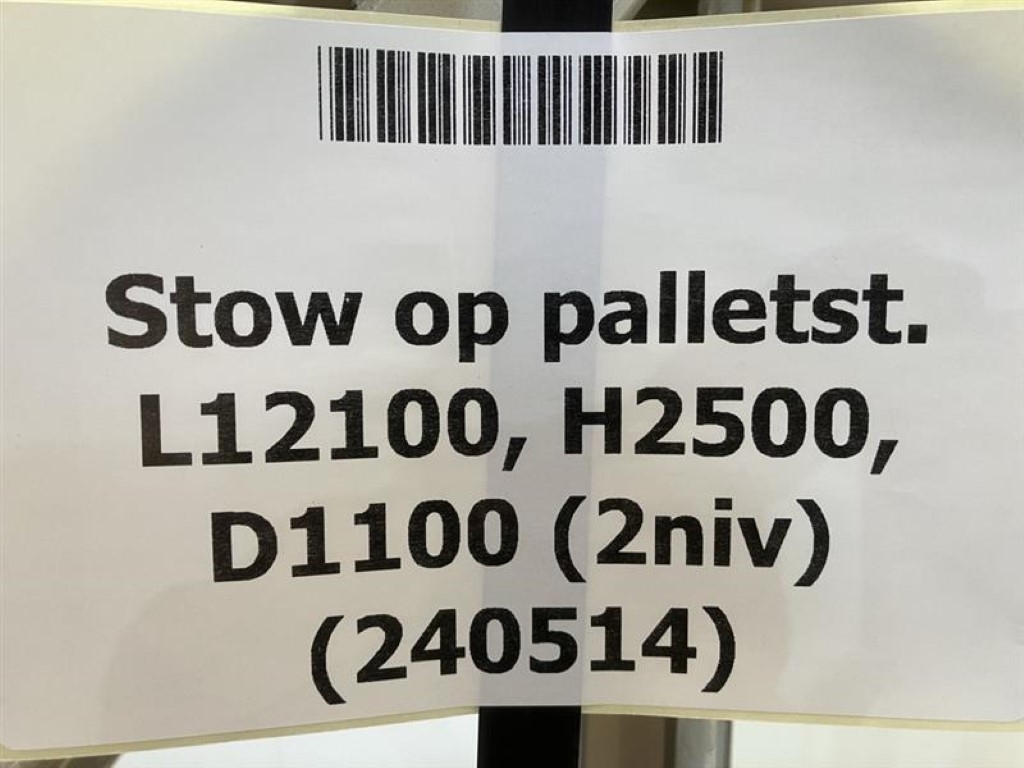 Stow op palletst.
L12100, H2500,
D1100 (2niv)
(240514)